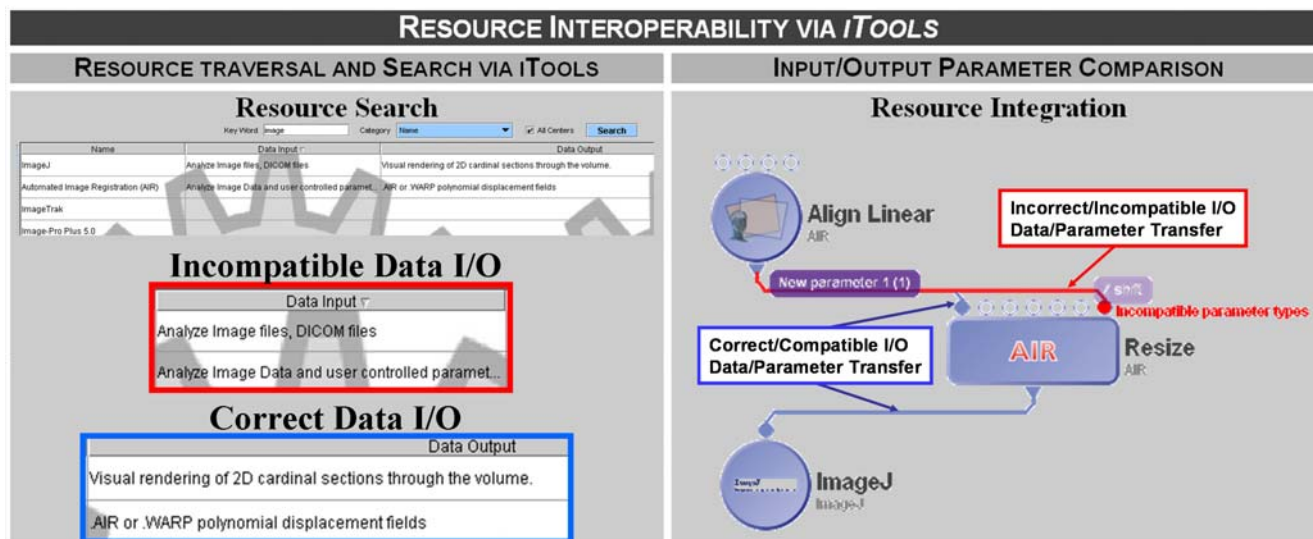 RESOURCE INTEROPERABILITY VIA ITOOLS
RESOURCE TRAVERSAL AND SEARCH VIA ITOOLS
Resource Search
Key Word image Category Name All Centers Search
Name Data Input Data Output
ImageJ Analyze Image files, DICOM files Visual rendering of 2D cardinal sections through the volume.
Automated Image Registration (AIR) Analyze Image Data and user controlled paramet... .AIR or .WARP polynomial displacement fields
ImageTrak
Image-Pro Plus 5.0
Incompatible Data I/O
Data Input
Analyze Image files, DICOM files
Analyze Image Data and user controlled paramet...
Correct Data I/O
Data Output
Visual rendering of 2D cardinal sections through the volume.
.AIR or .WARP polynomial displacement fields
INPUT/OUTPUT PARAMETER COMPARISON
Resource Integration
Align Linear
AIR
Incorrect/Incompatible I/O
Data/Parameter Transfer
New parameter 1 (1)
shift
Incompatible parameter types
Correct/Compatible I/O
Data/Parameter Transfer
AIR
Resize
AIR
ImageJ
ImageJ
ImageJ